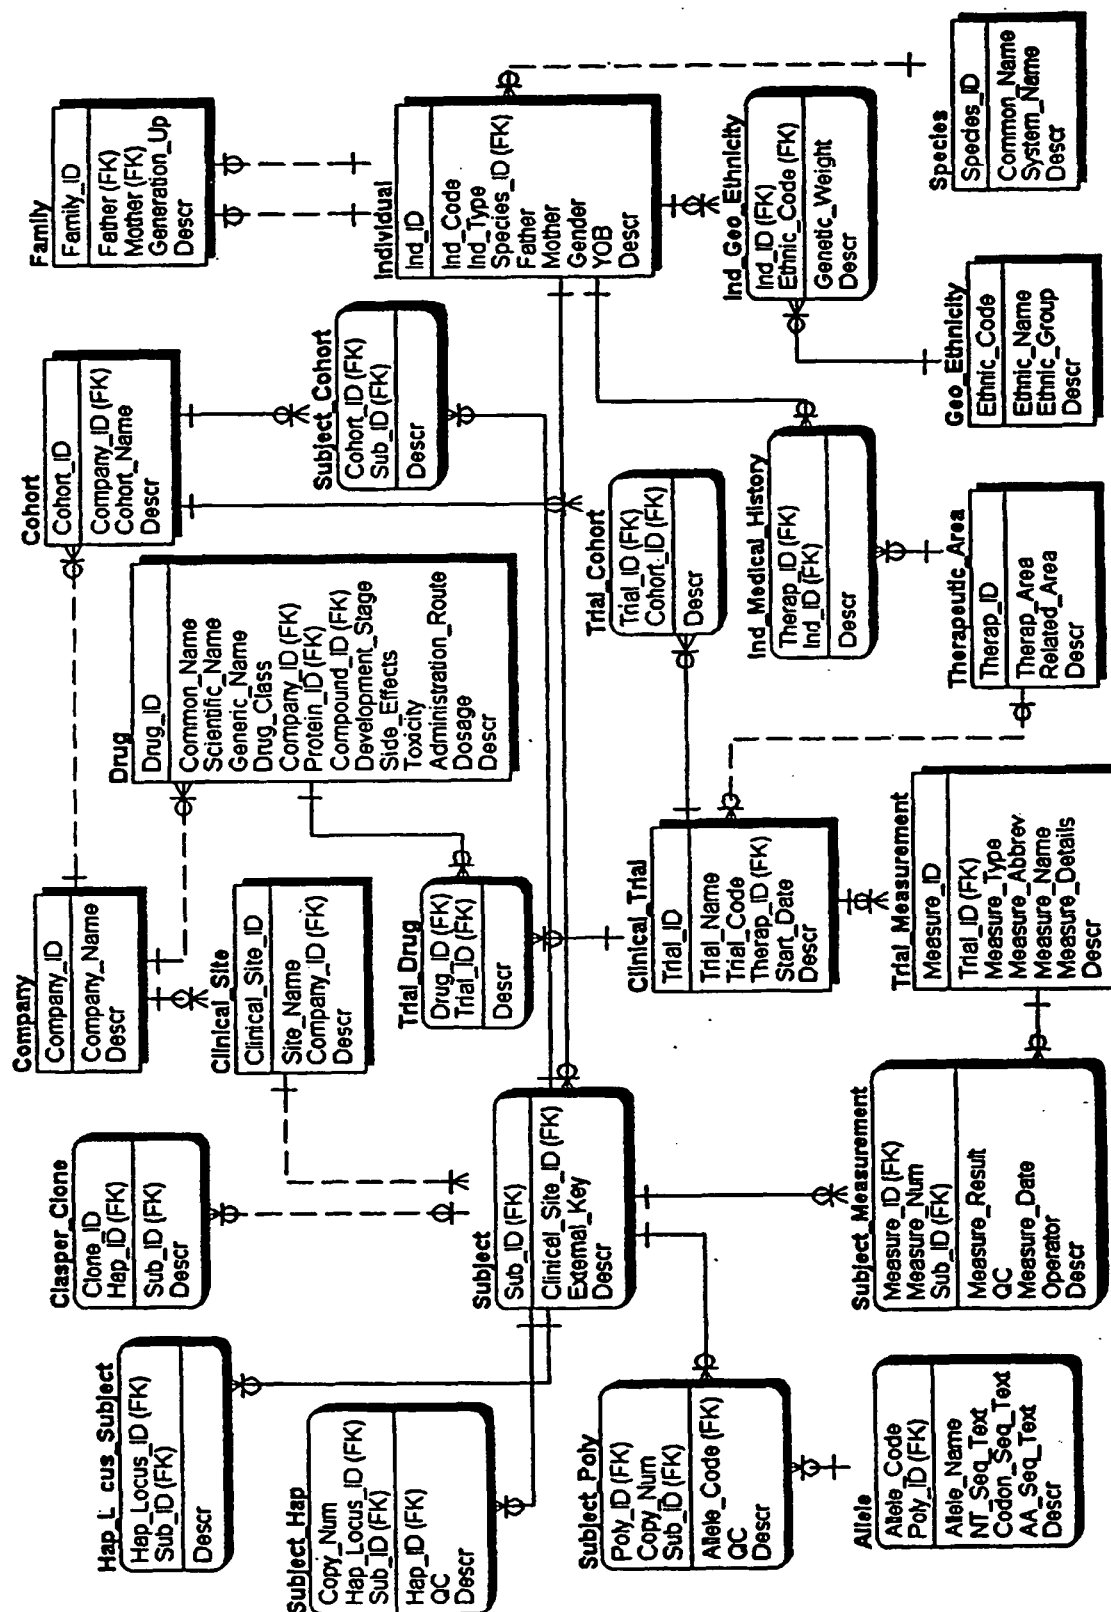 Family
Family_ID
Father (FK)
Mother (FK)
Generation_Up
Descr
Individual
Ind_ID
Ind_Code
Ind_Type
Species_ID (FK)
Father
Mother
Gender
YOB
Descr
Species
Species_ID
Common_Name
System_Name
Descr
Ind_Geo_Ethnicity
Ind_ID (FK)
Ethnic_Code (FK)
Genetic_Weight
Descr
Geo_Ethnicity
Ethnic_Code
Ethnic_Name
Ethnic_Group
Descr
Cohort
Cohort_ID
Company_ID (FK)
Cohort_Name
Descr
Subject_Cohort
Cohort_ID (FK)
Sub_ID (FK)
Descr
Trial_Cohort
Trial_ID (FK)
Cohort_ID (FK)
Descr
Ind_Medical_History
Therap_ID (FK)
Ind_ID (FK)
Descr
Therapeutic_Area
Therap_ID
Therap_Area
Related_Area
Descr
Drug
Drug_ID
Common_Name
Scientific_Name
Generic_Name
Drug_Class
Company_ID (FK)
Protein_ID (FK)
Compound_ID (FK)
Development_Stage
Side_Effects
Toxicity
Administration_Route
Dosage
Descr
Company
Company_ID
Company_Name
Descr
Clinical_Site
Clinical_Site_ID
Site_Name
Company_ID (FK)
Descr
Trial_Drug
Drug_ID (FK)
Trial_ID (FK)
Descr
Clinical_Trial
Trial_ID
Trial_Name
Trial_Code
Therap_ID (FK)
Start_Date
Descr
Trial_Measurement
Measure_ID
Trial_ID (FK)
Measure_Type
Measure_Abbrev
Measure_Name
Measure_Details
Descr
Clasper_Clone
Clone_ID
Hap_ID (FK)
Sub_ID (FK)
Descr
Subject
Sub_ID (FK)
Clinical_Site_ID (FK)
External_Key
Descr
Subject_Measurement
Measure_ID (FK)
Measure_Num
Sub_ID (FK)
Measure_Result
QC
Measure_Date
Operator
Descr
Hap_L cus_Subject
Hap_Locus_ID (FK)
Sub_ID (FK)
Descr
Subject_Hap
Copy_Num
Hap_Locus_ID (FK)
Sub_ID (FK)
Hap_ID (FK)
QC
Descr
Subject_Poly
Poly_ID (FK)
Copy_Num
Sub_ID (FK)
Allele_Code (FK)
QC
Descr
Allele
Allele_Code
Poly_ID (FK)
Allele_Name
NT_Seq_Text
Codon_Seq_Text
AA_Seq_Text
Descr